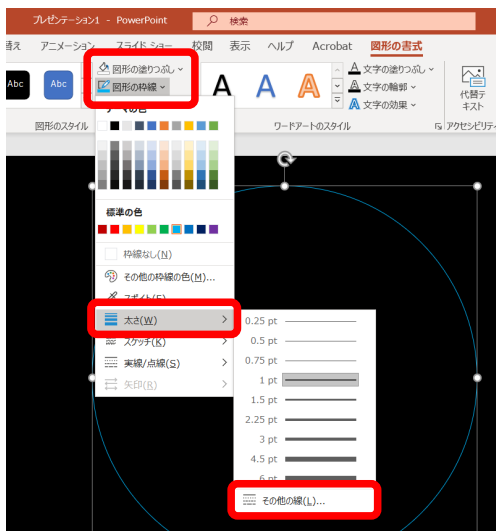 プレゼンテーション1 - PowerPoint
検索
替え アニメーション スライド ショー 校閲 表示 ヘルプ Acrobat 図形の書式
Abc
Abc
図形の塗りつぶし
図形の枠線
A
A
A
文字の塗りつぶし
文字の輪郭
文字の効果
代替テ
キスト
図形のスタイル
ワードアートのスタイル
アクセシビリティ
テーマの色
標準の色
枠線なし(N)
その他の枠線の色(M)...
スポイト(E)
太さ(W)
スケッチ(K)
実線/点線(S)
矢印(R)
0.25 pt
0.5 pt
0.75 pt
1 pt
1.5 pt
2.25 pt
3 pt
4.5 pt
6 pt
その他の線(L)...